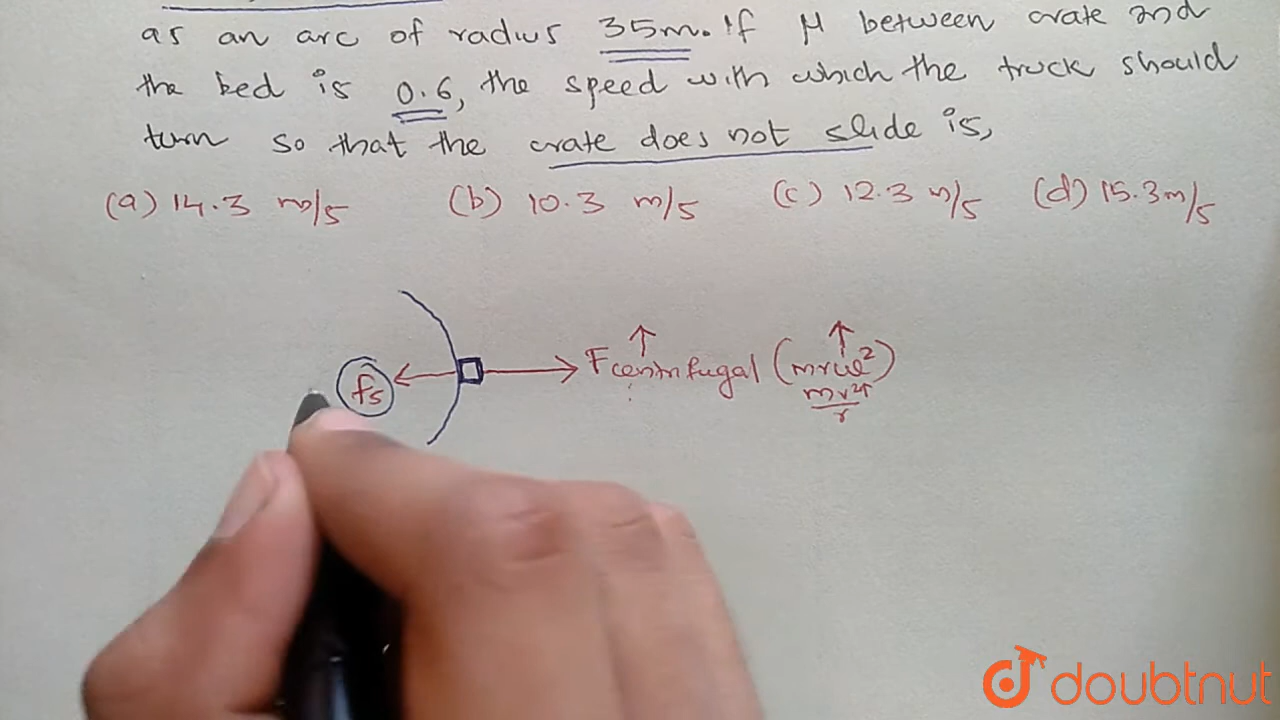 as an arc of radius 35m. If μ between crate and
the bed is 0.6, the speed with which the truck should
turn so that the crate does not slide is,
(a) 14.3 m/s (b) 10.3 m/s (c) 12.3 m/s (d) 15.3 m/s
fs ← → F centrifugal (mrω²)
mv²↑
r
doubtnut